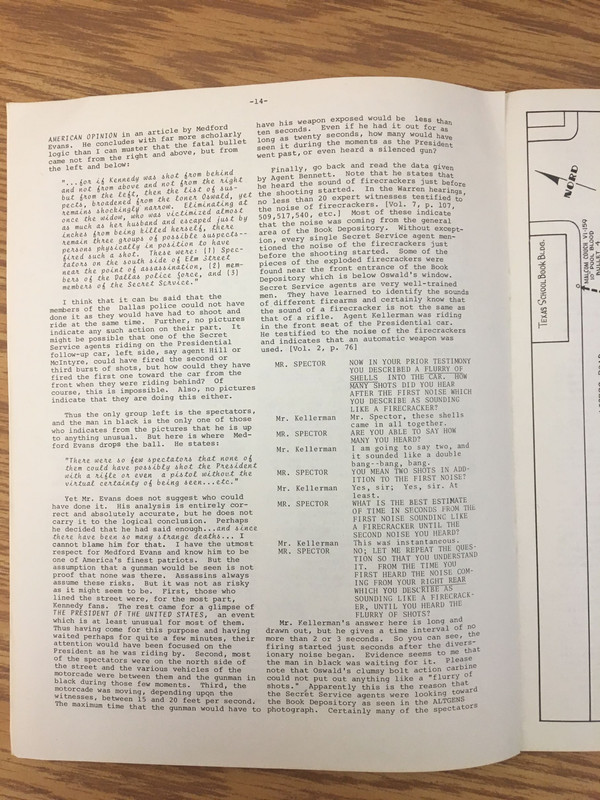 -14-
AMERICAN OPINION in an article by Medford
Evans. He concludes with far more scholarly
logic than I can muster that the fatal bullet
came not from the right and above, but from
the left and below:
"...for if Kennedy was shot from behind
and not from above and not from the right
but from the left, then the list of sus-
pects, broadened from the loner Oswald, yet
remains shockingly narrow. Eliminating at
once the widow, who was victimized almost
as much as her husband and escaped just by
inches from being killed herself, there
remain three groups of possible suspects--
persons physically in position to have
fired such a shot. These were: (1) Spec-
tators on the south side of Elm Street
near the point of assassination, (2) mem-
bers of the Dallas police force, and (3)
members of the Secret Service."
I think that it can be said that the
members of the Dallas police could not have
done it as they would have had to shoot and
ride at the same time. Further, no pictures
indicate any such action on their part. It
might be possible that one of the Secret
Service agents riding on the Presidential
follow-up car, left side, say agent Hill or
McIntyre, could have fired the second or
third burst of shots, but how could they have
fired the first one toward the car from the
front when they were riding behind? Of
course, this is impossible. Also, no pictures
indicate that they are doing this either.
Thus the only group left is the spectators,
and the man in black is the only one of those
who indicates from the pictures that he is up
to anything unusual. But here is where Med-
ford Evans drops the ball. He states:
"There were so few spectators that none of
them could have possibly shot the President
with a rifle or even a pistol without the
virtual certainty of being seen...etc."
Yet Mr. Evans does not suggest who could
have done it. His analysis is entirely cor-
rect and absolutely accurate, but he does not
carry it to the logical conclusion. Perhaps
he decided that he had said enough...and since
there have been so many strange deaths... I
cannot blame him for that. I have the utmost
respect for Medford Evans and know him to be
one of America's finest patriots. But the
assumption that a gunman would be seen is not
proof that none was there. Assassins always
assume these risks. But it was not as risky
as it might seem to be. First, those who
lined the street were, for the most part,
Kennedy fans. The rest came for a glimpse of
THE PRESIDENT OF THE UNITED STATES, an event
which is at least unusual for most of them.
Thus having come for this purpose and having
waited perhaps for quite a few minutes, their
attention would have been focused on the
President as he was riding by. Second, most
of the spectators were on the north side of
the street and the various vehicles of the
motorcade were between them and the gunman in
black during those few moments. Third, the
motorcade was moving, depending upon the
witnesses, between 15 and 20 feet per second.
The maximum time that the gunman would have to
have his weapon exposed would be less than
ten seconds. Even if he had it out for as
long as twenty seconds, how many would have
seen it during the moments as the President
went past,or even heard a silenced gun?
Finally, go back and read the data given
by Agent Bennett. Note that he states that
he heard the sound of firecrackers just before
the shooting started. In the Warren hearings,
no less than 20 expert witnesses testified to
the noise of firecrackers. [Vol. 7, p. 107,
509,517,540, etc.] Most of these indicate
that the noise was coming from the general
area of the Book Depository. Without except-
ion, every single Secret Service agent men-
tioned the noise of the firecrackers just
before the shooting started. Some of the
pieces of the exploded firecrackers were
found near the front entrance of the Book
Depository which is below Oswald's window.
Secret Service agents are very well-trained
men. They have learned to identify the sounds
of different firearms and certainly know that
the sound of a firecracker is not the same as
that of a rifle. Agent Kellerman was riding
in the front seat of the Presidential car.
He testified to the noise of the firecrackers
and indicates that an automatic weapon was
used. [Vol. 2, p. 76]
MR. SPECTOR NOW IN YOUR PRIOR TESTIMONY
YOU DESCRIBED A FLURRY OF
SHELLS INTO THE CAR. HOW
MANY SHOTS DID YOU HEAR
AFTER THE FIRST NOISE WHICH
YOU DESCRIBE AS SOUNDING
LIKE A FIRECRACKER?
Mr. Kellerman Mr. Spector, these shells
came in all together.
MR. SPECTOR ARE YOU ABLE TO SAY HOW
MANY YOU HEARD?
Mr. Kellerman I am going to say two, and
it sounded like a double
bang--bang, bang.
MR. SPECTOR YOU MEAN TWO SHOTS IN ADD-
ITION TO THE FIRST NOISE?
Mr. Kellerman Yes, sir; Yes, sir. At
least.
MR. SPECTOR WHAT IS THE BEST ESTIMATE
OF TIME IN SECONDS FROM THE
FIRST NOISE SOUNDING LIKE
A FIRECRACKER UNTIL THE
SECOND NOISE YOU HEARD?
Mr. Kellerman This was instantaneous.
MR. SPECTOR NO; LET ME REPEAT THE QUES-
TION SO THAT YOU UNDERSTAND
IT. FROM THE TIME YOU
FIRST HEARD THE NOISE COM-
ING FROM YOUR RIGHT REAR
WHICH YOU DESCRIBE AS
SOUNDING LIKE A FIRECRACK-
ER, UNTIL YOU HEARD THE
FLURRY OF SHOTS?
Mr. Kellerman's answer here is long and
drawn out, but he gives a time interval of no
more than 2 or 3 seconds. So you can see, the
firing started just seconds after the divers-
ionary noise began. Evidence seems to me that
the man in black was waiting for it. Please
note that Oswald's clumsy bolt action carbine
could not put out anything like a "flurry of
shots." Apparently this is the reason that
the Secret Service agents were looking toward
the Book Depository as seen in the ALTGENS
photograph. Certainly many of the spectators
NORD
TEXAS SCHOOL BOOK BLDG.